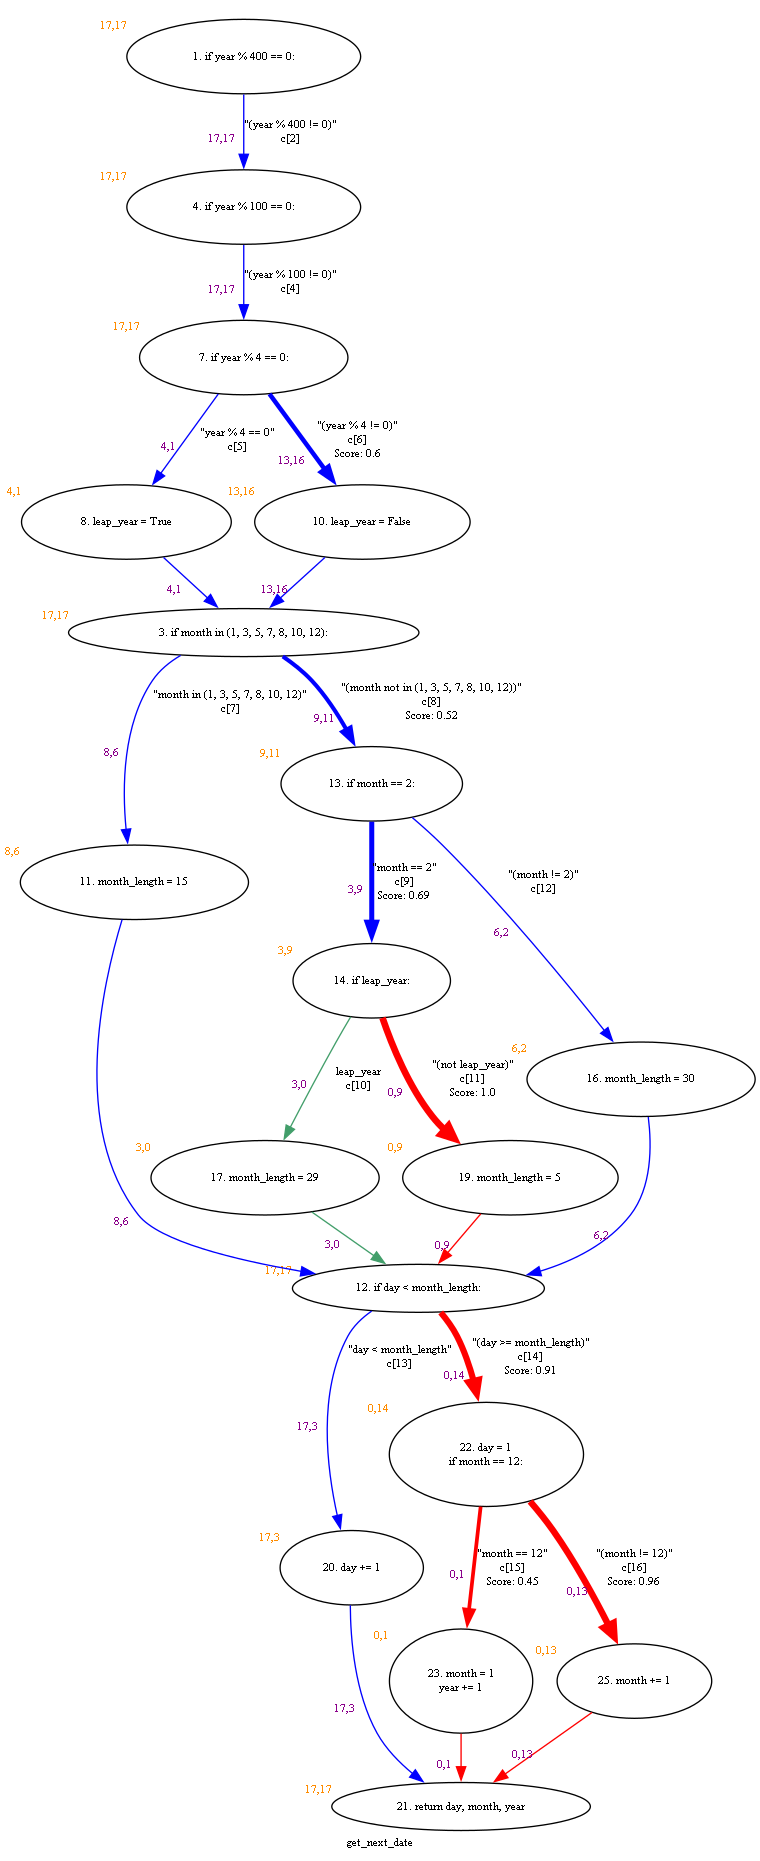 17,17
1. if year % 400 == 0:
"(year % 400 != 0)"
17,17
c[2]
17,17
4. if year % 100 == 0:
"(year % 100 != 0)"
17,17
c[4]
17,17
7. if year % 4 == 0:
"year % 4 == 0"
4,1
c[5]
"(year % 4 != 0)"
c[6]
13,16
Score: 0.6
4,1
8. leap_year = True
13,16
10. leap_year = False
4,1
13,16
17,17
3. if month in (1, 3, 5, 7, 8, 10, 12):
"month in (1, 3, 5, 7, 8, 10, 12)"
c[7]
8,6
"(month not in (1, 3, 5, 7, 8, 10, 12))"
c[8]
9,11
Score: 0.52
9,11
13. if month == 2:
8,6
11. month_length = 15
"month == 2"
c[9]
3,9
Score: 0.69
"(month != 2)"
c[12]
6,2
3,9
14. if leap_year:
6,2
16. month_length = 30
leap_year
3,0
c[10]
"(not leap_year)"
c[11]
0,9
Score: 1.0
3,0
17. month_length = 29
0,9
19. month_length = 5
8,6
3,0
0,9
6,2
17,17
12. if day < month_length:
"day < month_length"
c[13]
17,3
"(day >= month_length)"
c[14]
0,14
Score: 0.91
0,14
22. day = 1
if month == 12:
17,3
20. day += 1
"month == 12"
c[15]
0,1
Score: 0.45
"(month != 12)"
c[16]
0,13
Score: 0.96
0,1
23. month = 1
year += 1
0,13
25. month += 1
17,3
0,1
0,13
17,17
21. return day, month, year
get_next_date